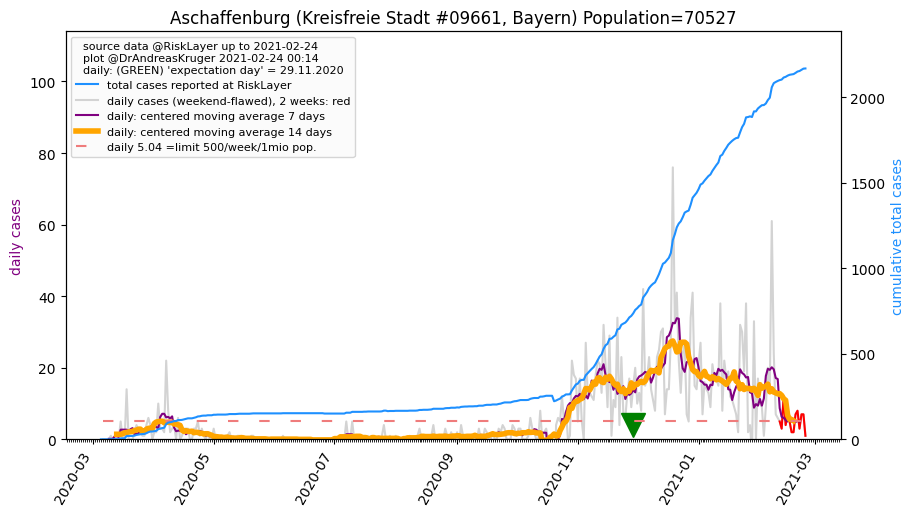 Aschaffenburg (Kreisfreie Stadt #09661, Bayern) Population=70527
source data @RiskLayer up to 2021-02-24
plot @DrAndreasKruger 2021-02-24 00:14
daily: (GREEN) 'expectation day' = 29.11.2020
total cases reported at RiskLayer
daily cases (weekend-flawed), 2 weeks: red
daily: centered moving average 7 days
daily: centered moving average 14 days
daily 5.04 =limit 500/week/1mio pop.
daily cases
100
80
60
40
20
0
cumulative total cases
2000
1500
1000
500
0
2020-03
2020-05
2020-07
2020-09
2020-11
2021-01
2021-03